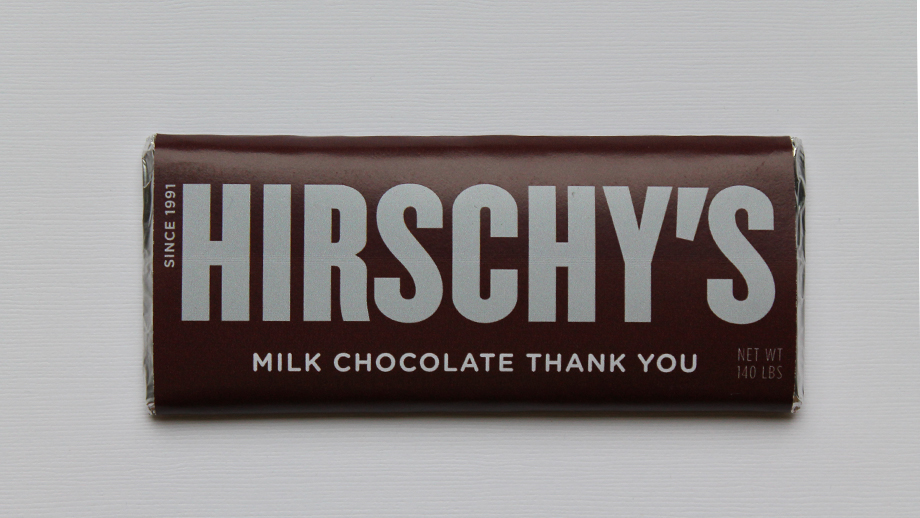 SINCE 1991
HIRSCHY'S
MILK CHOCOLATE THANK YOU
NET WT
140 LBS